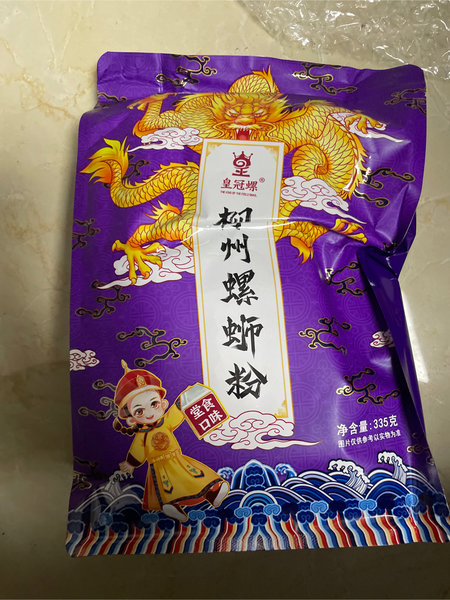 皇冠螺®
柳州螺蛳粉
堂食
口味
净含量:335克
图片仅供参考以实物为准